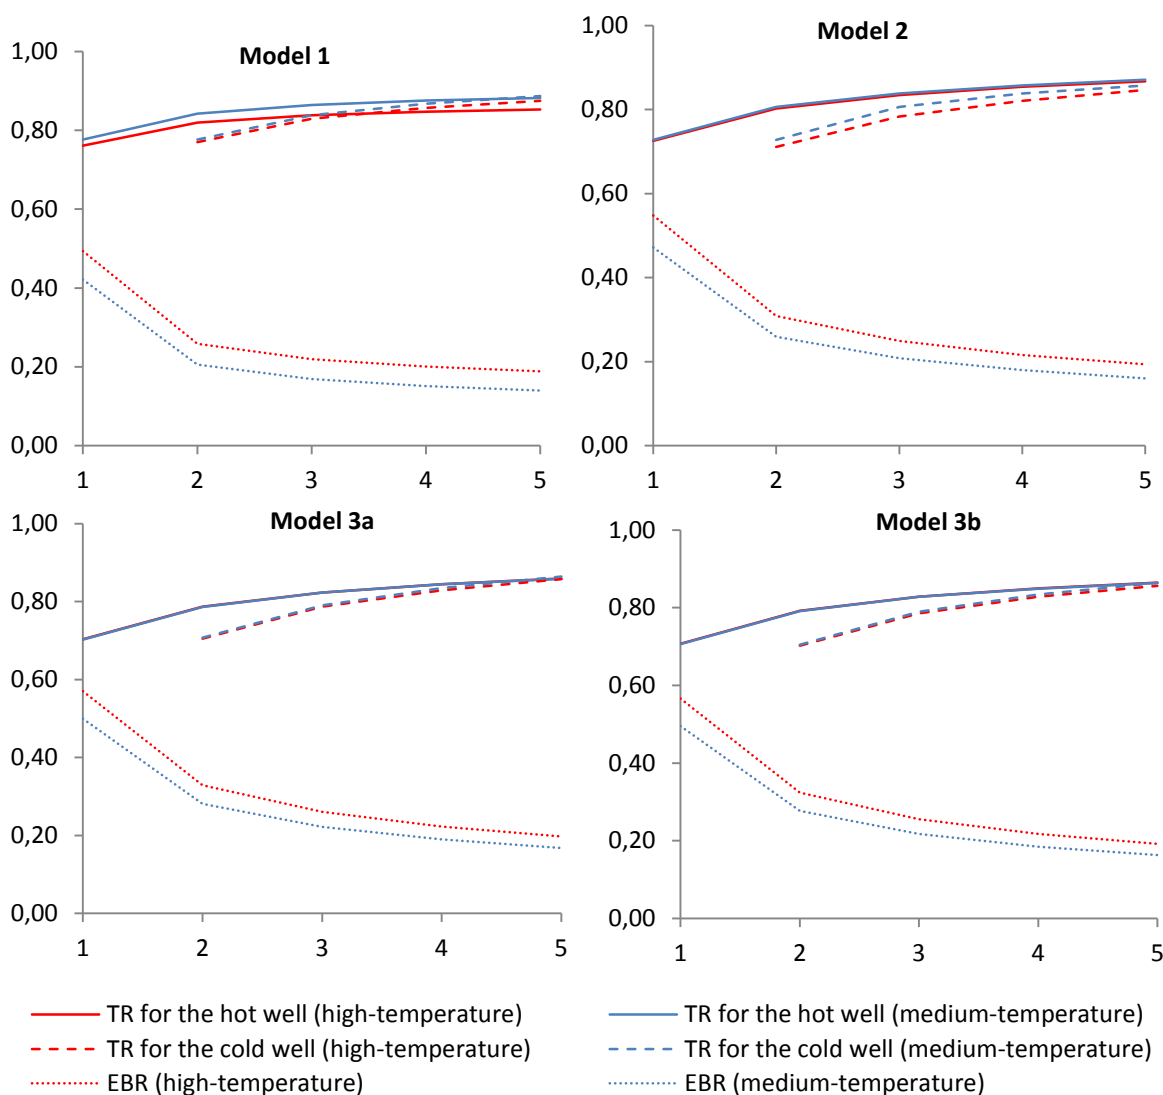 Model 1
1,00
0,80
0,60
0,40
0,20
0,00
1 2 3 4 5
Model 2
1,00
0,80
0,60
0,40
0,20
0,00
1 2 3 4 5
Model 3a
1,00
0,80
0,60
0,40
0,20
0,00
1 2 3 4 5
Model 3b
1,00
0,80
0,60
0,40
0,20
0,00
1 2 3 4 5
TR for the hot well (high-temperature)
TR for the cold well (high-temperature)
EBR (high-temperature)
TR for the hot well (medium-temperature)
TR for the cold well (medium-temperature)
EBR (medium-temperature)